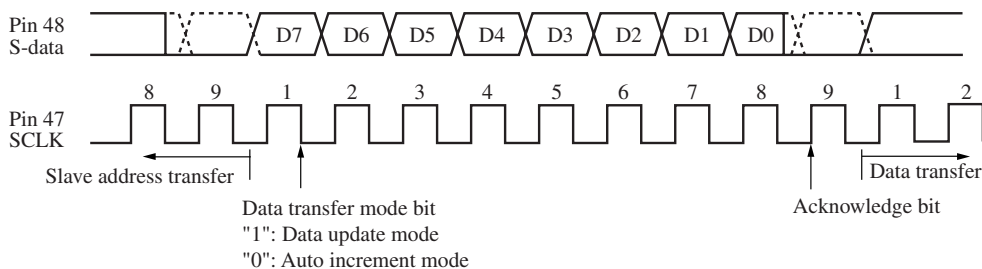 Pin 48
S-data
D7 D6 D5 D4 D3 D2 D1 D0
8 9 1 2 3 4 5 6 7 8 9 1 2
Pin 47
SCLK
Slave address transfer
Data transfer
Data transfer mode bit
"1": Data update mode
"0": Auto increment mode
Acknowledge bit